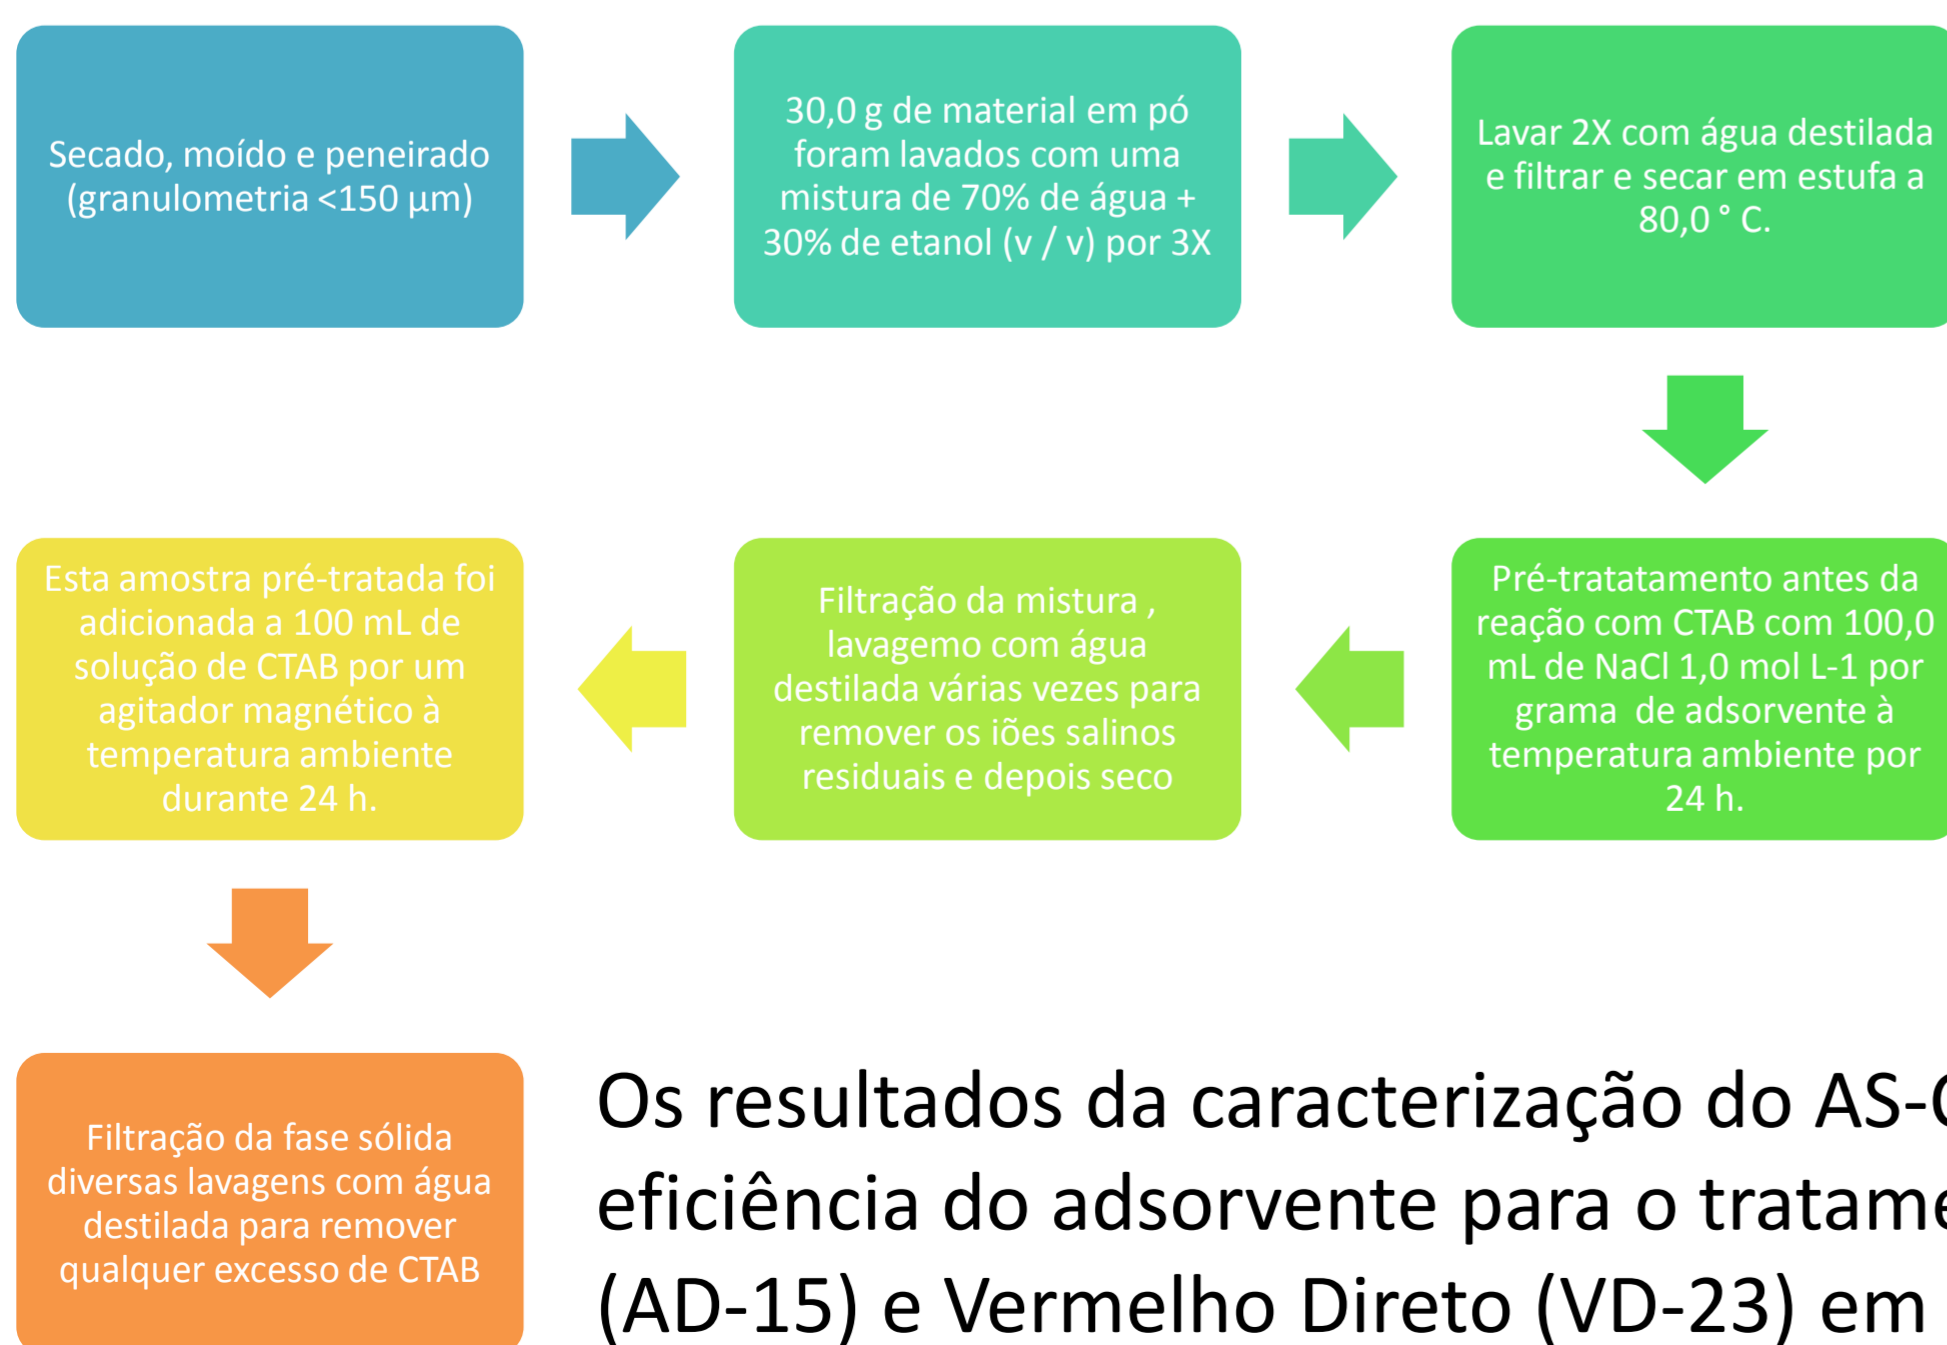 Secado, moído e peneirado
(granulometria <150 µm)
30,0 g de material em pó
foram lavados com uma
mistura de 70% de água +
30% de etanol (v / v) por 3X
Lavar 2X com água destilada
e filtrar e secar em estufa a
80,0 ° C.
Pré-tratatamento antes da
reação com CTAB com 100,0
mL de NaCl 1,0 mol L-1 por
grama de adsorvente à
temperatura ambiente por
24 h.
Filtração da mistura ,
lavagemo com água
destilada várias vezes para
remover os iões salinos
residuais e depois seco
Esta amostra pré-tratada foi
adicionada a 100 mL de
solução de CTAB por um
agitador magnético à
temperatura ambiente
durante 24 h.
Filtração da fase sólida
diversas lavagens com água
destilada para remover
qualquer excesso de CTAB
Os resultados da caracterização do
eficiência do adsorvente para o
(AD-15) e Vermelho Direto (VD-23) em